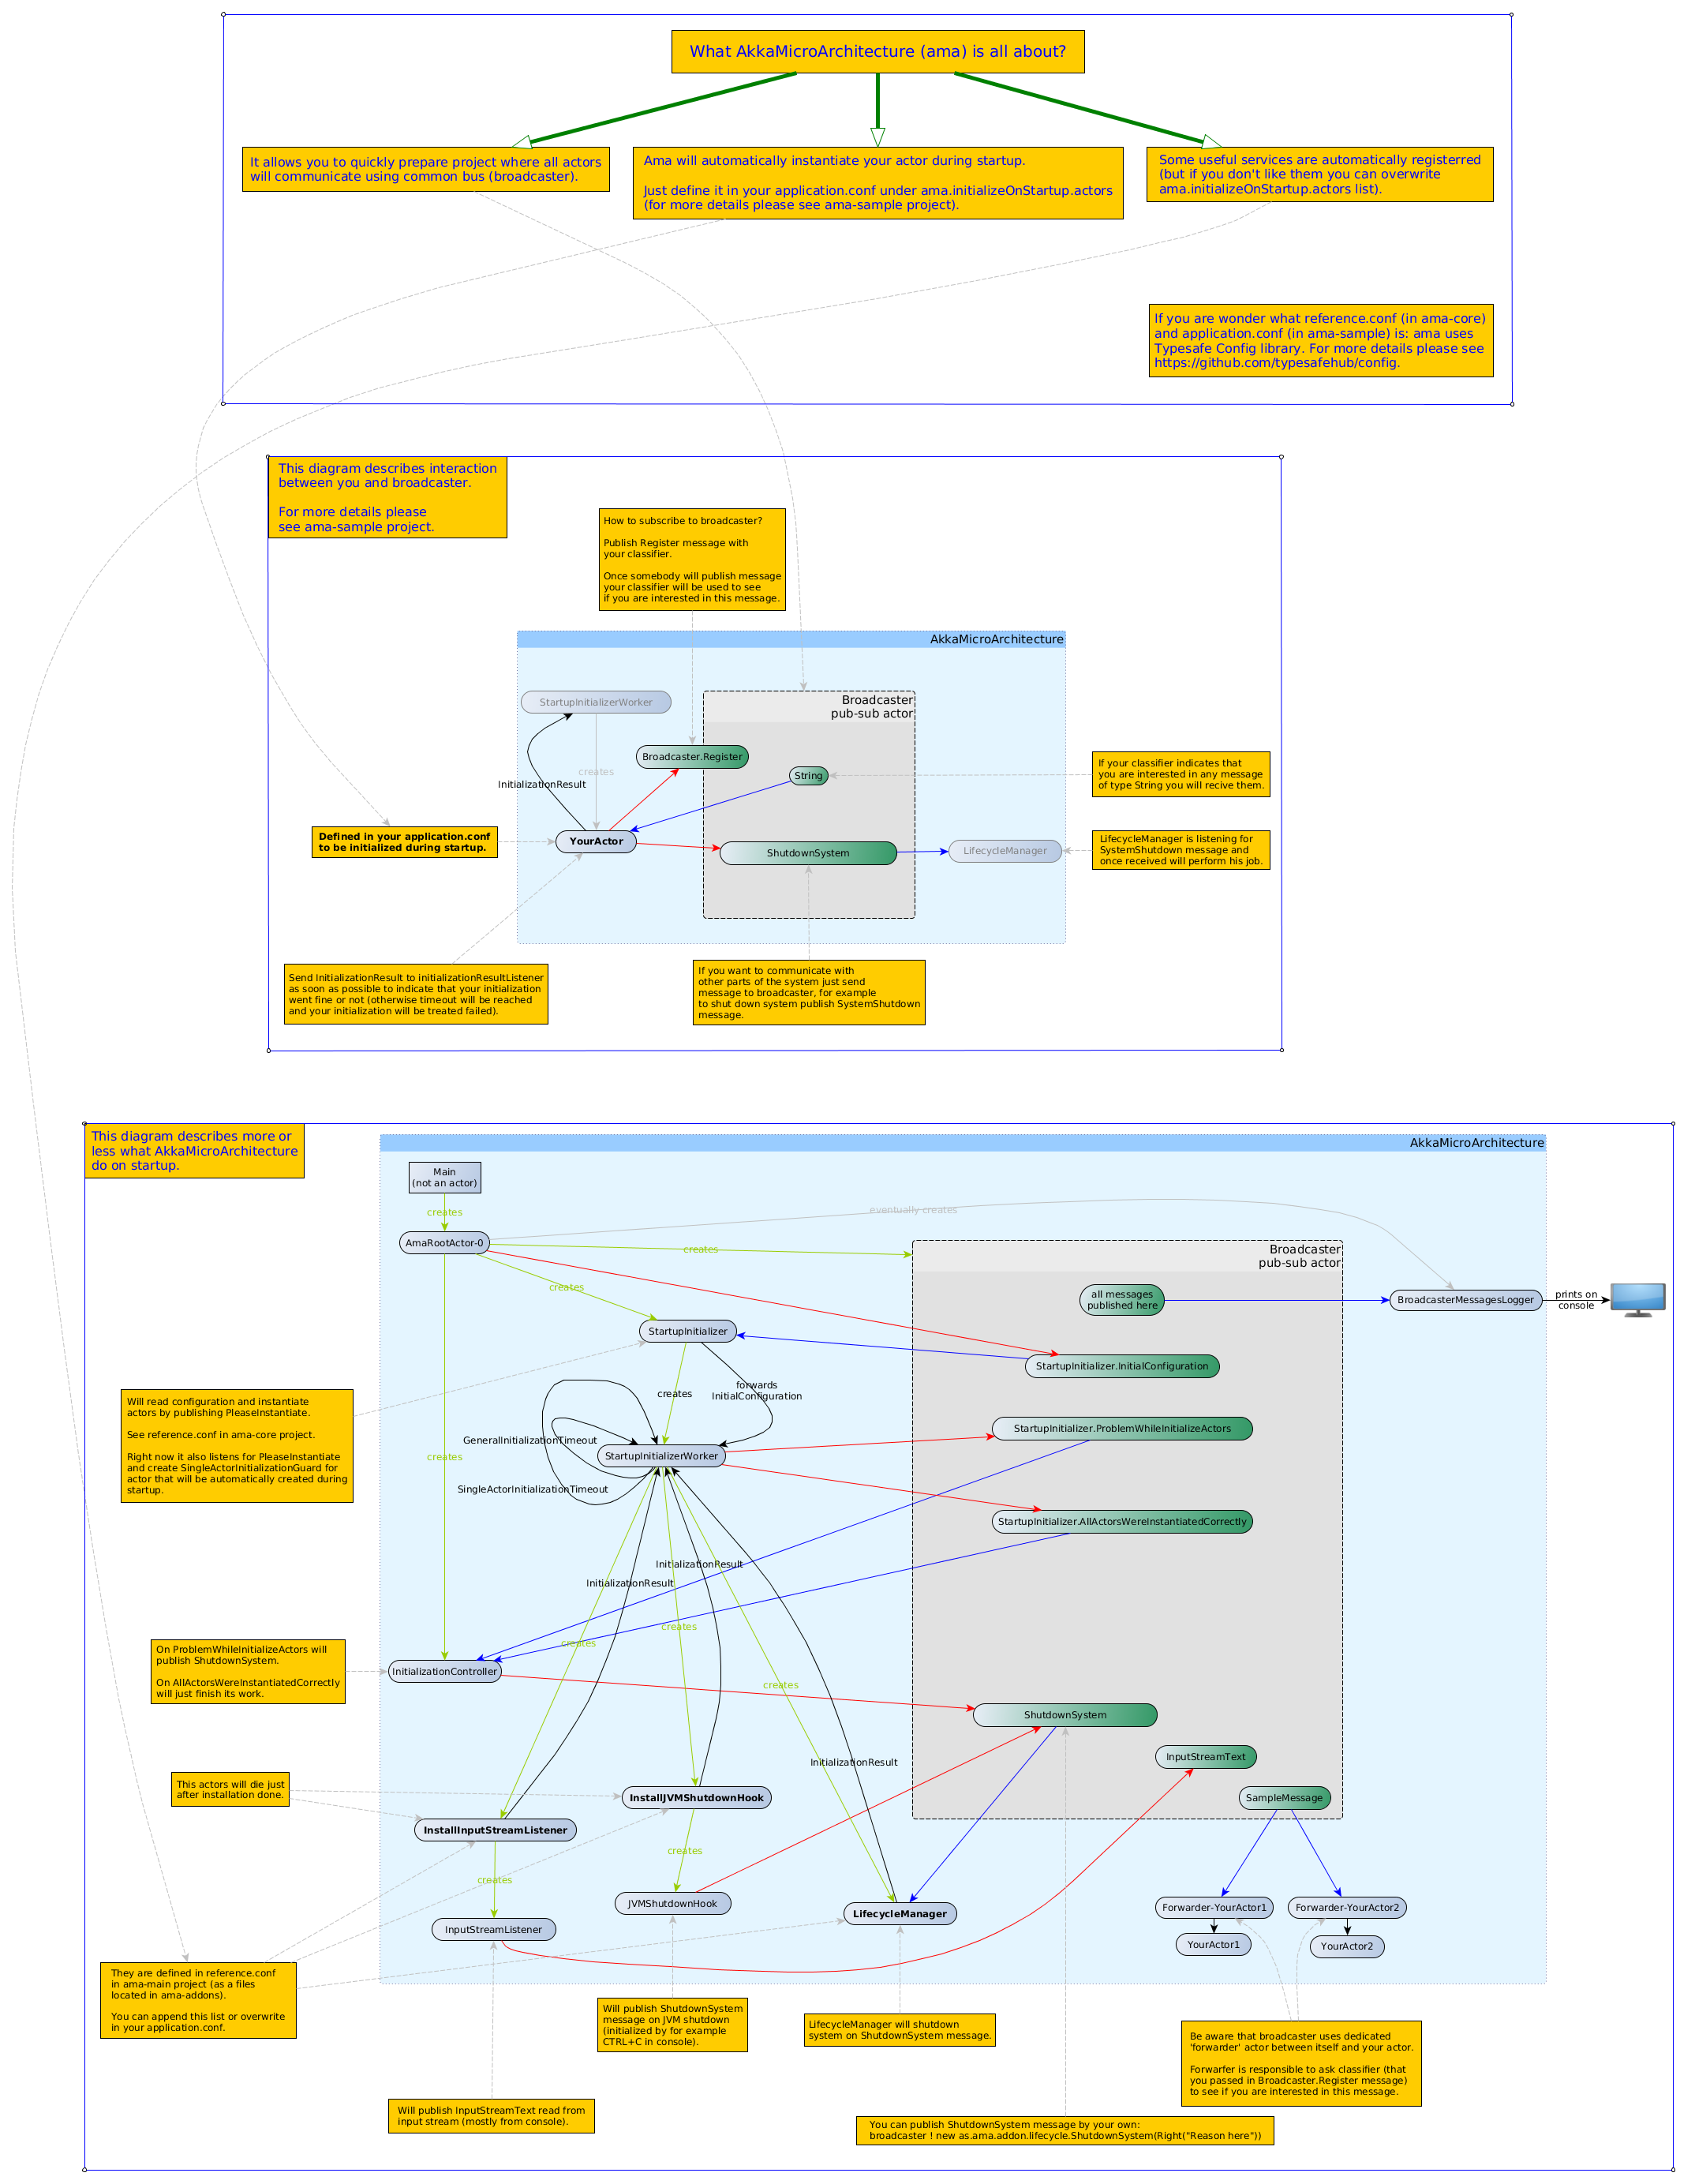 What AkkaMicroArchitecture (ama) is all about?
It allows you to quickly prepare project where all actors
will communicate using common bus (broadcaster).
Ama will automatically instantiate your actor during startup.
Just define it in your application.conf under ama.initializeOnStartup.actors
(for more details please see ama-sample project).
Some useful services are automatically registerred
(but if you don't like them you can overwrite
ama.initializeOnStartup.actors list).
If you are wonder what reference.conf (in ama-core)
and application.conf (in ama-sample) is: ama uses
Typesafe Config library. For more details please see
https://github.com/typesafehub/config.
This diagram describes interaction
between you and broadcaster.
For more details please
see ama-sample project.
How to subscribe to broadcaster?
Publish Register message with
your classifier.
Once somebody will publish message
your classifier will be used to see
if you are interested in this message.
AkkaMicroArchitecture
StartupInitializerWorker
Broadcaster
pub-sub actor
Broadcaster.Register
creates
String
InitializationResult
If your classifier indicates that
you are interested in any message
of type String you will recive them.
Defined in your application.conf
to be initialized during startup.
YourActor
ShutdownSystem
LifecycleManager
LifecycleManager is listening for
SystemShutdown message and
once received will perform his job.
Send InitializationResult to initializationResultListener
as soon as possible to indicate that your initialization
went fine or not (otherwise timeout will be reached
and your initialization will be treated failed).
If you want to communicate with
other parts of the system just send
message to broadcaster, for example
to shut down system publish SystemShutdown
message.
This diagram describes more or
less what AkkaMicroArchitecture
do on startup.
AkkaMicroArchitecture
Main
(not an actor)
creates
eventually creates
AmaRootActor-0
creates
Broadcaster
pub-sub actor
creates
all messages
published here
BroadcasterMessagesLogger
prints on
console
StartupInitializer
StartupInitializer.InitialConfiguration
creates
forwards
InitialConfiguration
Will read configuration and instantiate
actors by publishing PleaseInstantiate.
See reference.conf in ama-core project.
Right now it also listens for PleaseInstantiate
and create SingleActorInitializationGuard for
actor that will be automatically created during
startup.
StartupInitializer.ProblemWhileInitializeActors
GeneralInitializationTimeout
creates
StartupInitializerWorker
SingleActorInitializationTimeout
StartupInitializer.AllActorsWereInstantiatedCorrectly
InitializationResult
InitializationResult
creates
creates
On ProblemWhileInitializeActors will
publish ShutdownSystem.
On AllActorsWereInstantiatedCorrectly
will just finish its work.
InitializationController
creates
ShutdownSystem
InitializationResult
InputStreamText
This actors will die just
after installation done.
InstallJVMShutdownHook
SampleMessage
InstallInputStreamListener
creates
creates
JVMShutdownHook
LifecycleManager
Forwarder-YourActor1
Forwarder-YourActor2
InputStreamListener
YourActor1
YourActor2
They are defined in reference.conf
in ama-main project (as a files
located in ama-addons).
You can append this list or overwrite
in your application.conf.
Will publish ShutdownSystem
message on JVM shutdown
(initialized by for example
CTRL+C in console).
LifecycleManager will shutdown
system on ShutdownSystem message.
Be aware that broadcaster uses dedicated
'forwarder' actor between itself and your actor.
Forwarfer is responsible to ask classifier (that
you passed in Broadcaster.Register message)
to see if you are interested in this message.
Will publish InputStreamText read from
input stream (mostly from console).
You can publish ShutdownSystem message by your own:
broadcaster ! new as.ama.addon.lifecycle.ShutdownSystem(Right("Reason here"))